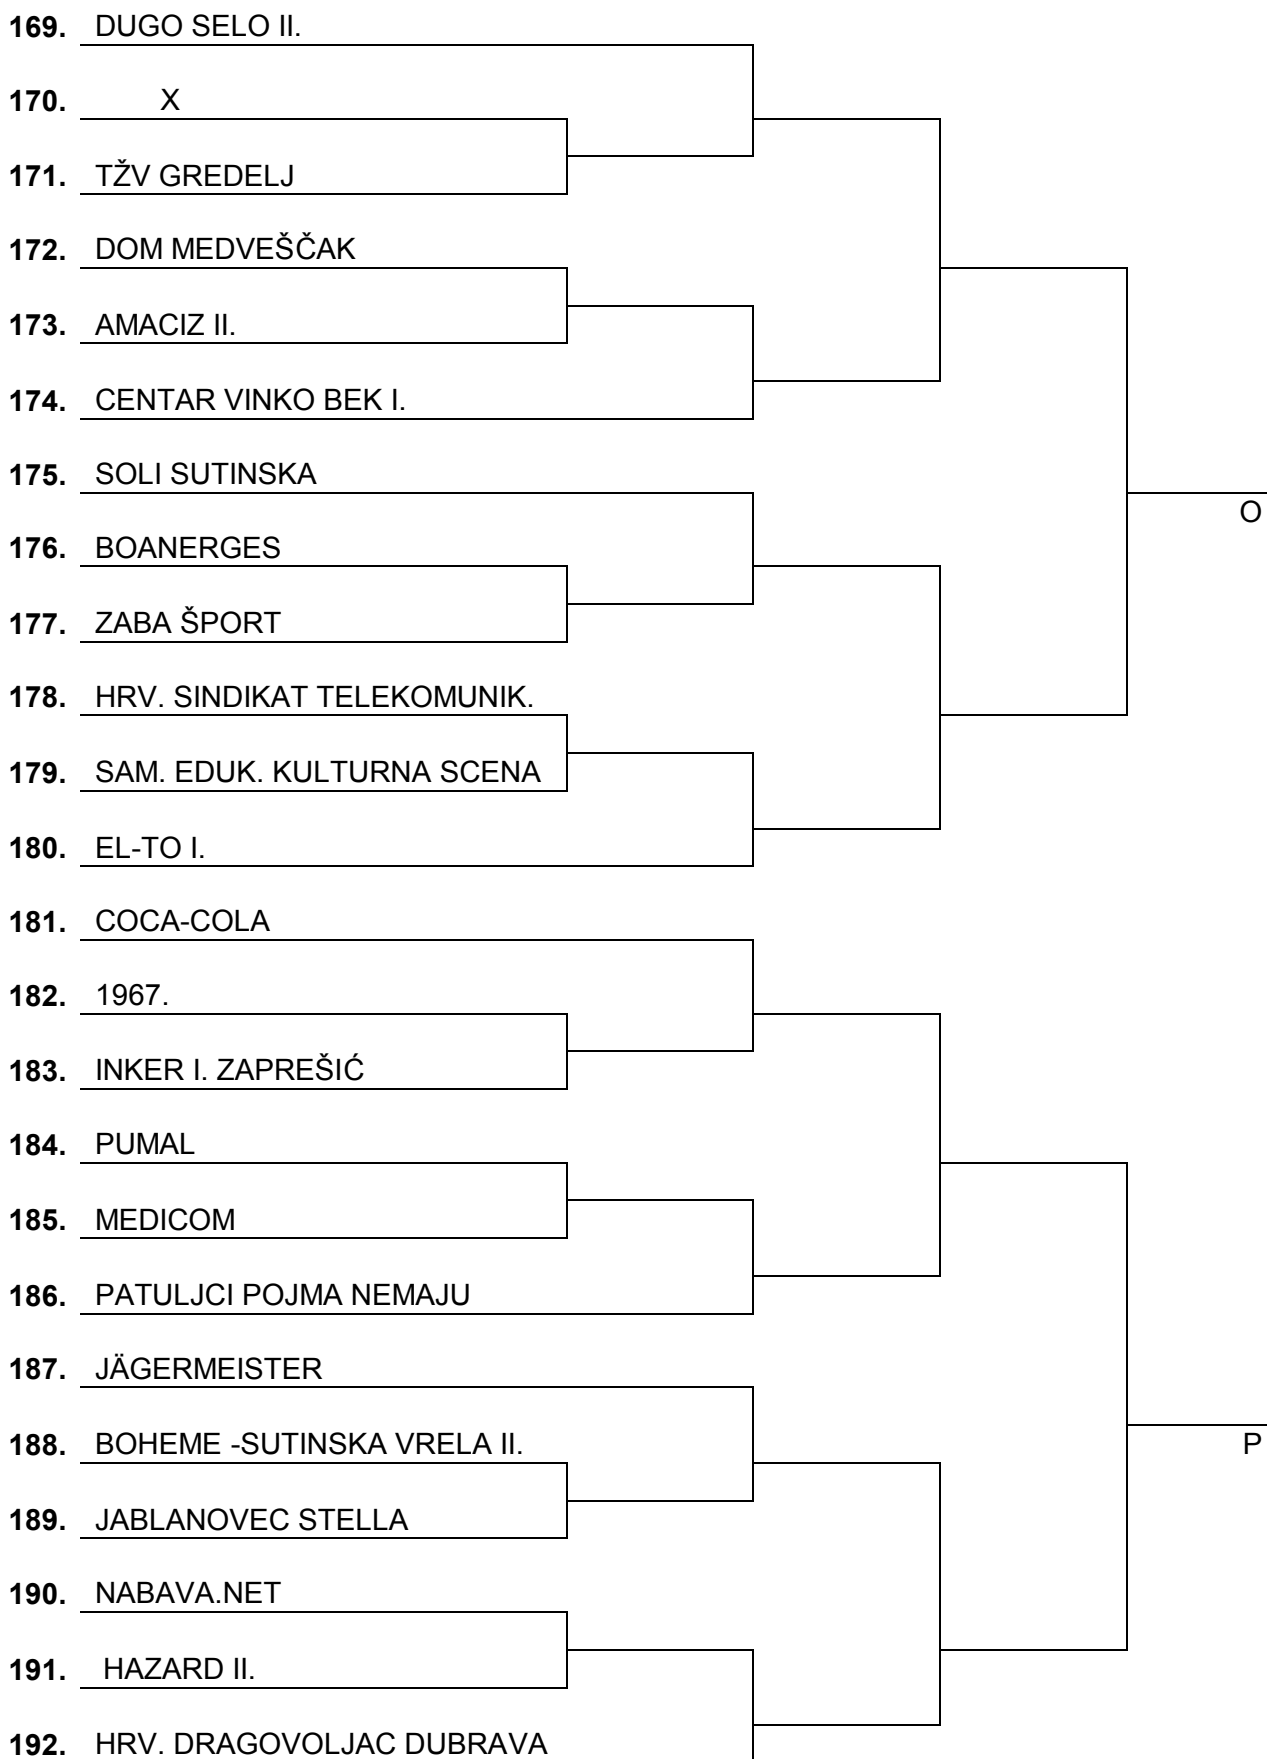 169. DUGO SELO II.
170. X
171. TŽV GREDELJ
172. DOM MEDVEŠČAK
173. AMACIZ II.
174. CENTAR VINKO BEK I.
175. SOLI SUTINSKA
O
176. BOANERGES
177. ZABA ŠPORT
178. HRV. SINDIKAT TELEKOMUNIK.
179. SAM. EDUK. KULTURNA SCENA
180. EL-TO I.
181. COCA-COLA
182. 1967.
183. INKER I. ZAPREŠIĆ
184. PUMAL
185. MEDICOM
186. PATULJCI POJMA NEMAJU
187. JÄGERMEISTER
188. BOHEME -SUTINSKA VRELA II.
P
189. JABLANOVEC STELLA
190. NABAVA.NET
191. HAZARD II.
192. HRV. DRAGOVOLJAC DUBRAVA